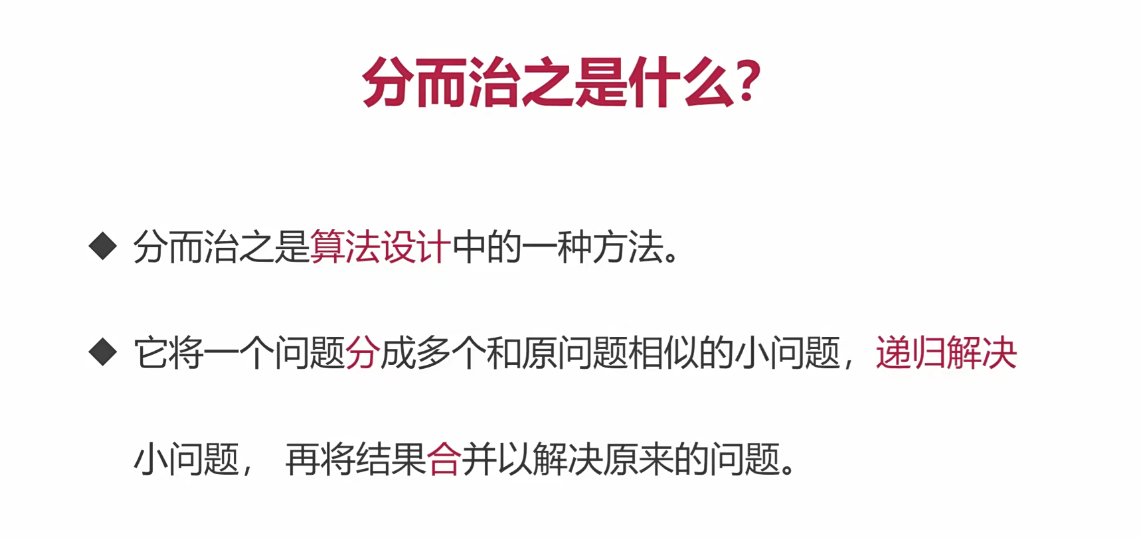 分而治之是什么？
◆ 分而治之是算法设计中的一种方法。
◆ 它将一个问题分成多个和原问题相似的小问题，递归解决
小问题， 再将结果合并以解决原来的问题。